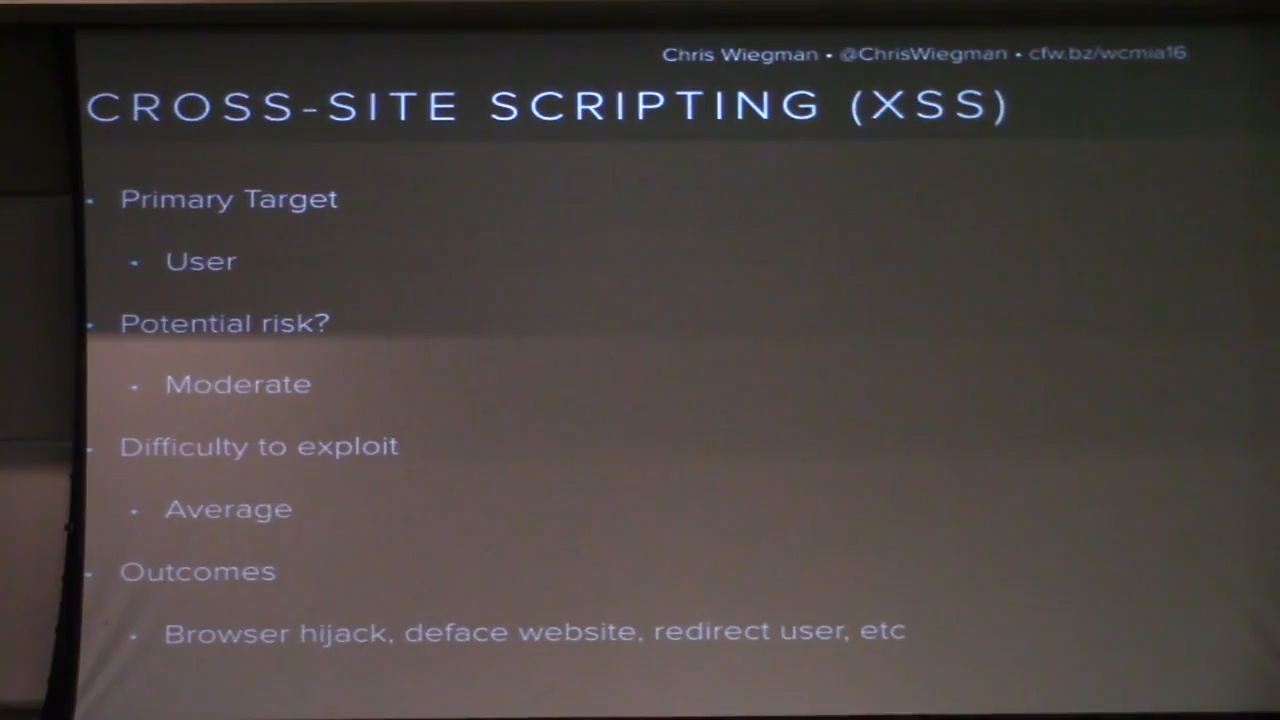 Chris Wiegman • @ChrisWiegman • cfw.bz/wcmia16
CROSS-SITE SCRIPTING (XSS)
• Primary Target
• User
• Potential risk?
• Moderate
• Difficulty to exploit
• Average
• Outcomes
• Browser hijack, deface website, redirect user, etc